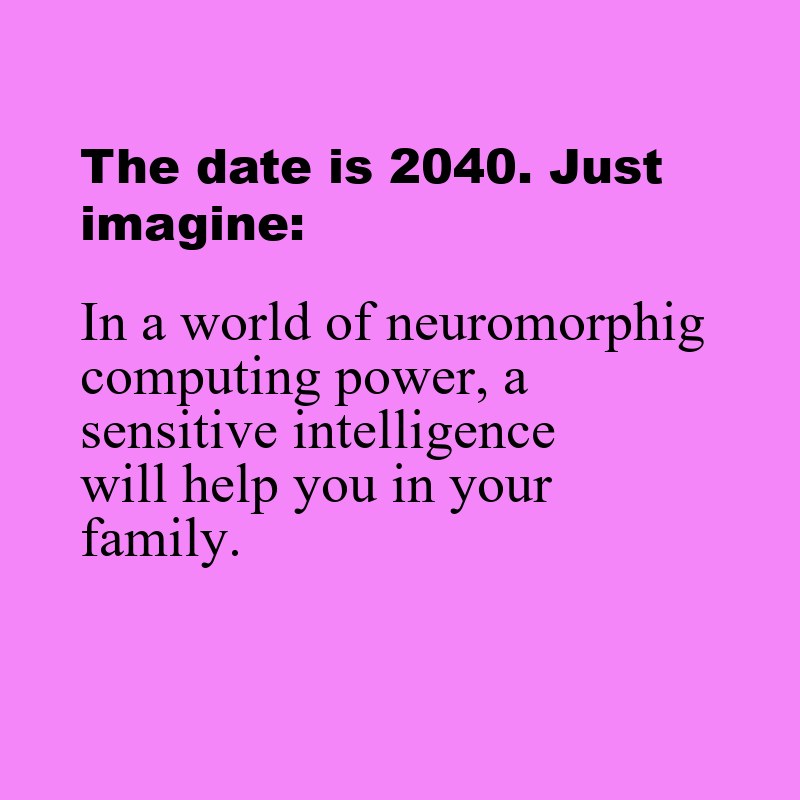 The date is 2040. Just
imagine:
In a world of neuromorphig
computing power, a
sensitive intelligence
will help you in your
family.